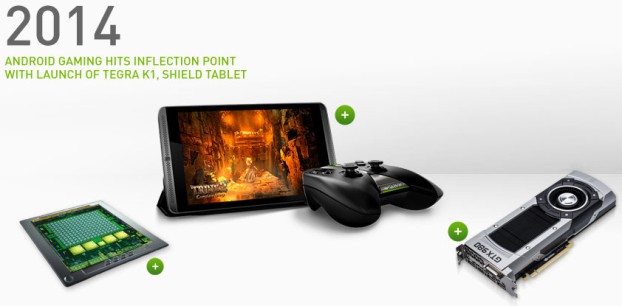 2014
ANDROID GAMING HITS INFLECTION POINT
WITH LAUNCH OF TEGRA K1, SHIELD TABLET
GTX 980